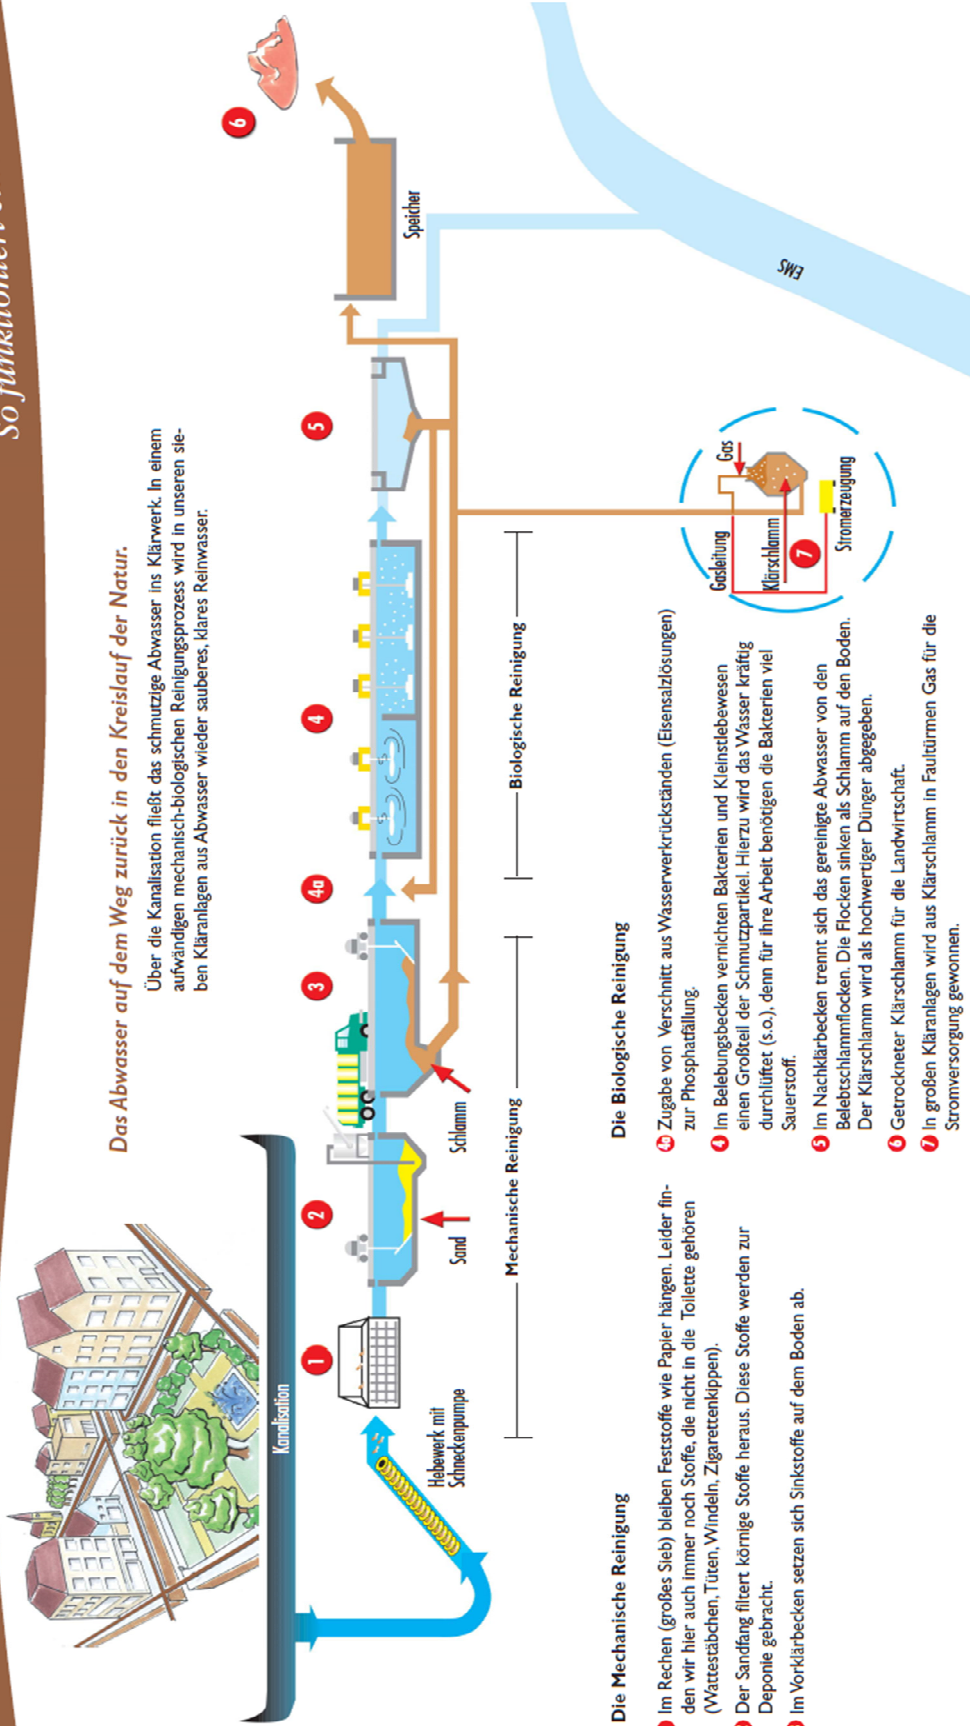 So funktioniert
Das Abwasser auf dem Weg zurück in den Kreislauf der Natur.
Über die Kanalisation fließt das schmutzige Abwasser ins Klärwerk. In einem
aufwändigen mechanisch-biologischen Reinigungsprozess wird in unseren sie-
ben Kläranlagen aus Abwasser wieder sauberes, klares Reinwasser.
Kanalisation
1
2
3
4a
4
5
6
Hebewerk mit
Schneckenpumpe
Sand
Schlamm
Speicher
Mechanische Reinigung
Biologische Reinigung
EMS
Gasleitung
Gas
Klärschlamm
7
Stromerzeugung
Die Mechanische Reinigung
Im Rechen (großes Sieb) bleiben Feststoffe wie Papier hängen. Leider fin-
den wir hier auch immer noch Stoffe, die nicht in die Toilette gehören
(Wattestäbchen, Tüten, Windeln, Zigarettenkippen).
Der Sandfang filtert körnige Stoffe heraus. Diese Stoffe werden zur
Deponie gebracht.
Im Vorklärbecken setzen sich Sinkstoffe auf dem Boden ab.
Die Biologische Reinigung
4a Zugabe von Verschnitt aus Wasserwerkrückständen (Eisensalzlösungen)
zur Phosphatfällung.
4 Im Belebungsbecken vernichten Bakterien und Kleinstlebewesen
einen Großteil der Schmutzpartikel. Hierzu wird das Wasser kräftig
durchlüftet (s.o.), denn für ihre Arbeit benötigen die Bakterien viel
Sauerstoff.
5 Im Nachklärbecken trennt sich das gereinigte Abwasser von den
Belebtschlammflocken. Die Flocken sinken als Schlamm auf den Boden.
Der Klärschlamm wird als hochwertiger Dünger abgegeben.
6 Getrockneter Klärschlamm für die Landwirtschaft.
7 In großen Kläranlagen wird aus Klärschlamm in Faultürmen Gas für die
Stromversorgung gewonnen.